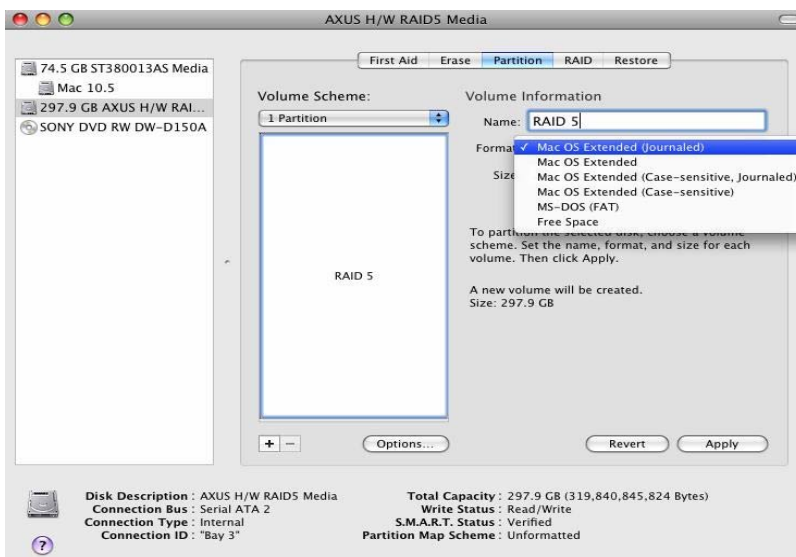 AXUS H/W RAID5 Media
First Aid Erase Partition RAID Restore
74.5 GB ST380013AS Media
Mac 10.5
297.9 GB AXUS H/W RAI...
SONY DVD RW DW-D150A
Volume Scheme:
1 Partition
RAID 5
+ − Options...
Volume Information
Name: RAID 5
Format
✓ Mac OS Extended (Journaled)
Mac OS Extended
Mac OS Extended (Case-sensitive, Journaled)
Mac OS Extended (Case-sensitive)
MS-DOS (FAT)
Free Space
Size
To partition the selected disk, choose a volume
scheme. Set the name, format, and size for each
volume. Then click Apply.
A new volume will be created.
Size: 297.9 GB
Revert Apply
Disk Description : AXUS H/W RAID5 Media
Connection Bus : Serial ATA 2
Connection Type : Internal
Connection ID : "Bay 3"
Total Capacity : 297.9 GB (319,840,845,824 Bytes)
Write Status : Read/Write
S.M.A.R.T. Status : Verified
Partition Map Scheme : Unformatted
?